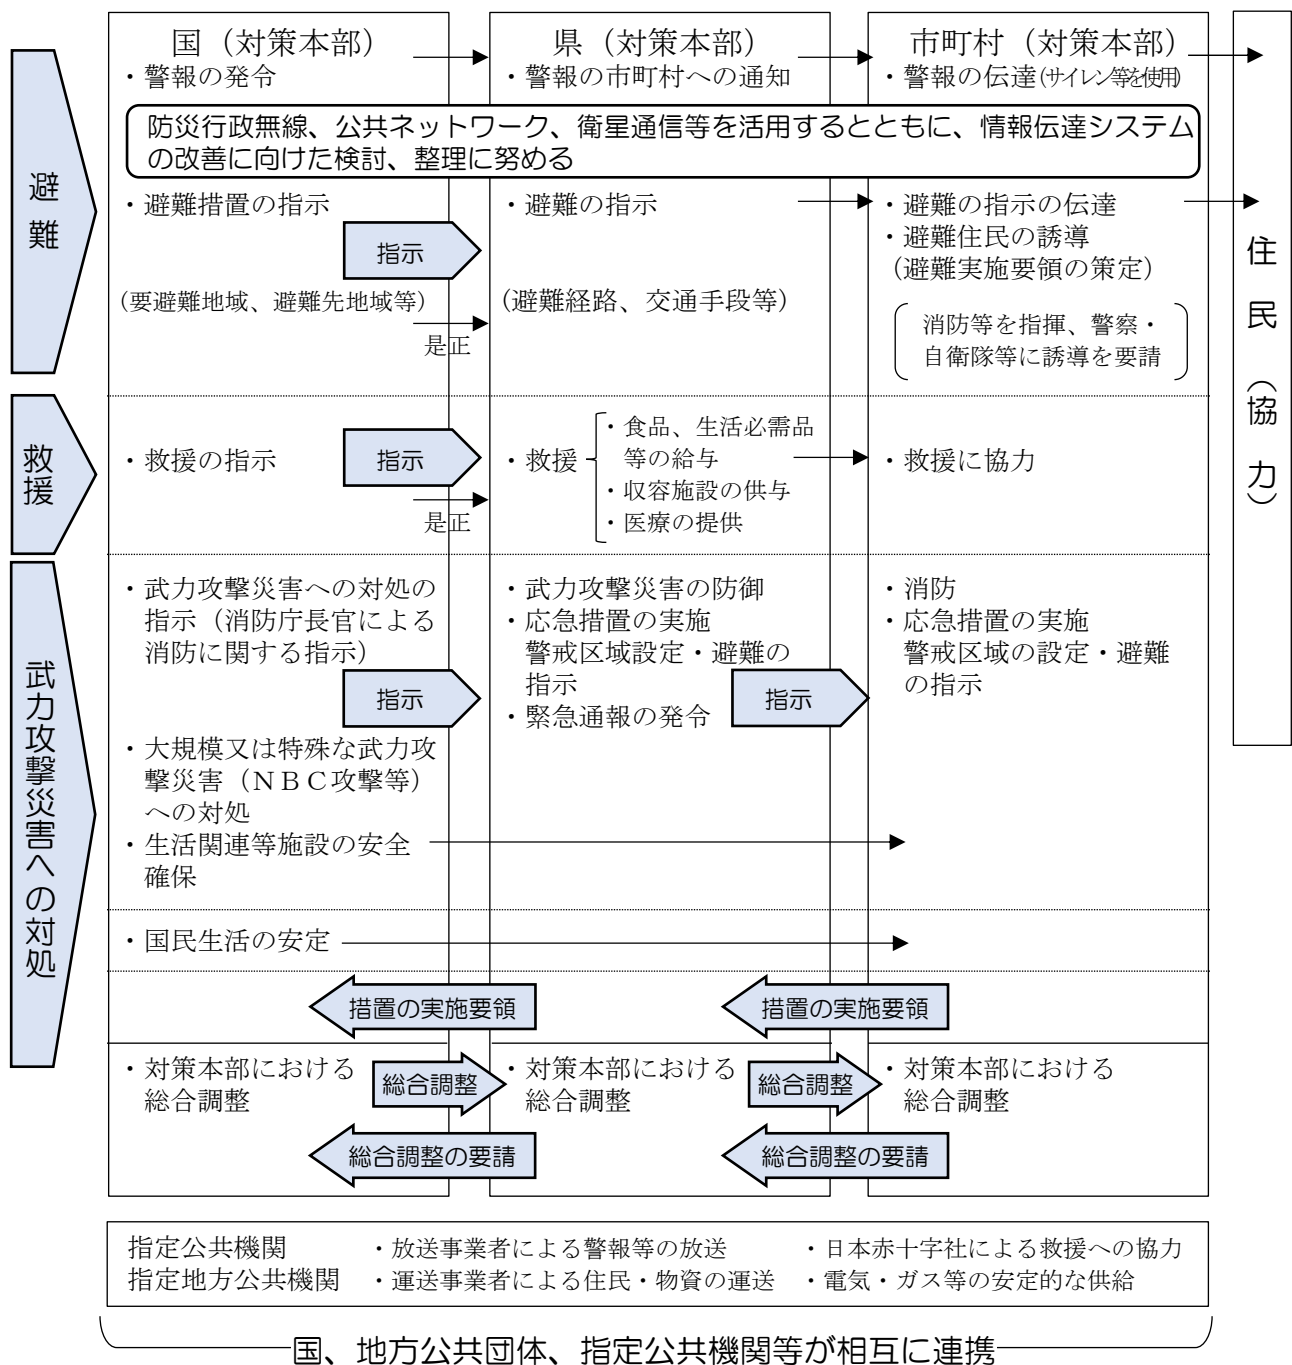 国（対策本部）
・警報の発令
県（対策本部）
・警報の市町村への通知
市町村（対策本部）
・警報の伝達(サイレン等を使用)
防災行政無線、公共ネットワーク、衛星通信等を活用するとともに、情報伝達システム
の改善に向けた検討、整理に努める
避難
・避難措置の指示
指示
(要避難地域、避難先地域等)
是正
・避難の指示
(避難経路、交通手段等)
・避難の指示の伝達
・避難住民の誘導
(避難実施要領の策定)
消防等を指揮、警察・
自衛隊等に誘導を要請
住民（協力）
救援
・救援の指示
指示
是正
・救援
・食品、生活必需品
等の給与
・収容施設の供与
・医療の提供
・救援に協力
武力攻撃災害への対処
・武力攻撃災害への対処の
指示（消防庁長官による
消防に関する指示）
指示
・大規模又は特殊な武力攻
撃災害（ＮＢＣ攻撃等）
への対処
・生活関連等施設の安全
確保
・武力攻撃災害の防御
・応急措置の実施
警戒区域設定・避難の
指示
・緊急通報の発令
指示
・消防
・応急措置の実施
警戒区域の設定・避難
の指示
・国民生活の安定
措置の実施要領
措置の実施要領
・対策本部における
総合調整
総合調整
・対策本部における
総合調整
総合調整
・対策本部における
総合調整
総合調整の要請
総合調整の要請
指定公共機関
・放送事業者による警報等の放送
・日本赤十字社による救援への協力
指定地方公共機関
・運送事業者による住民・物資の運送
・電気・ガス等の安定的な供給
国、地方公共団体、指定公共機関等が相互に連携